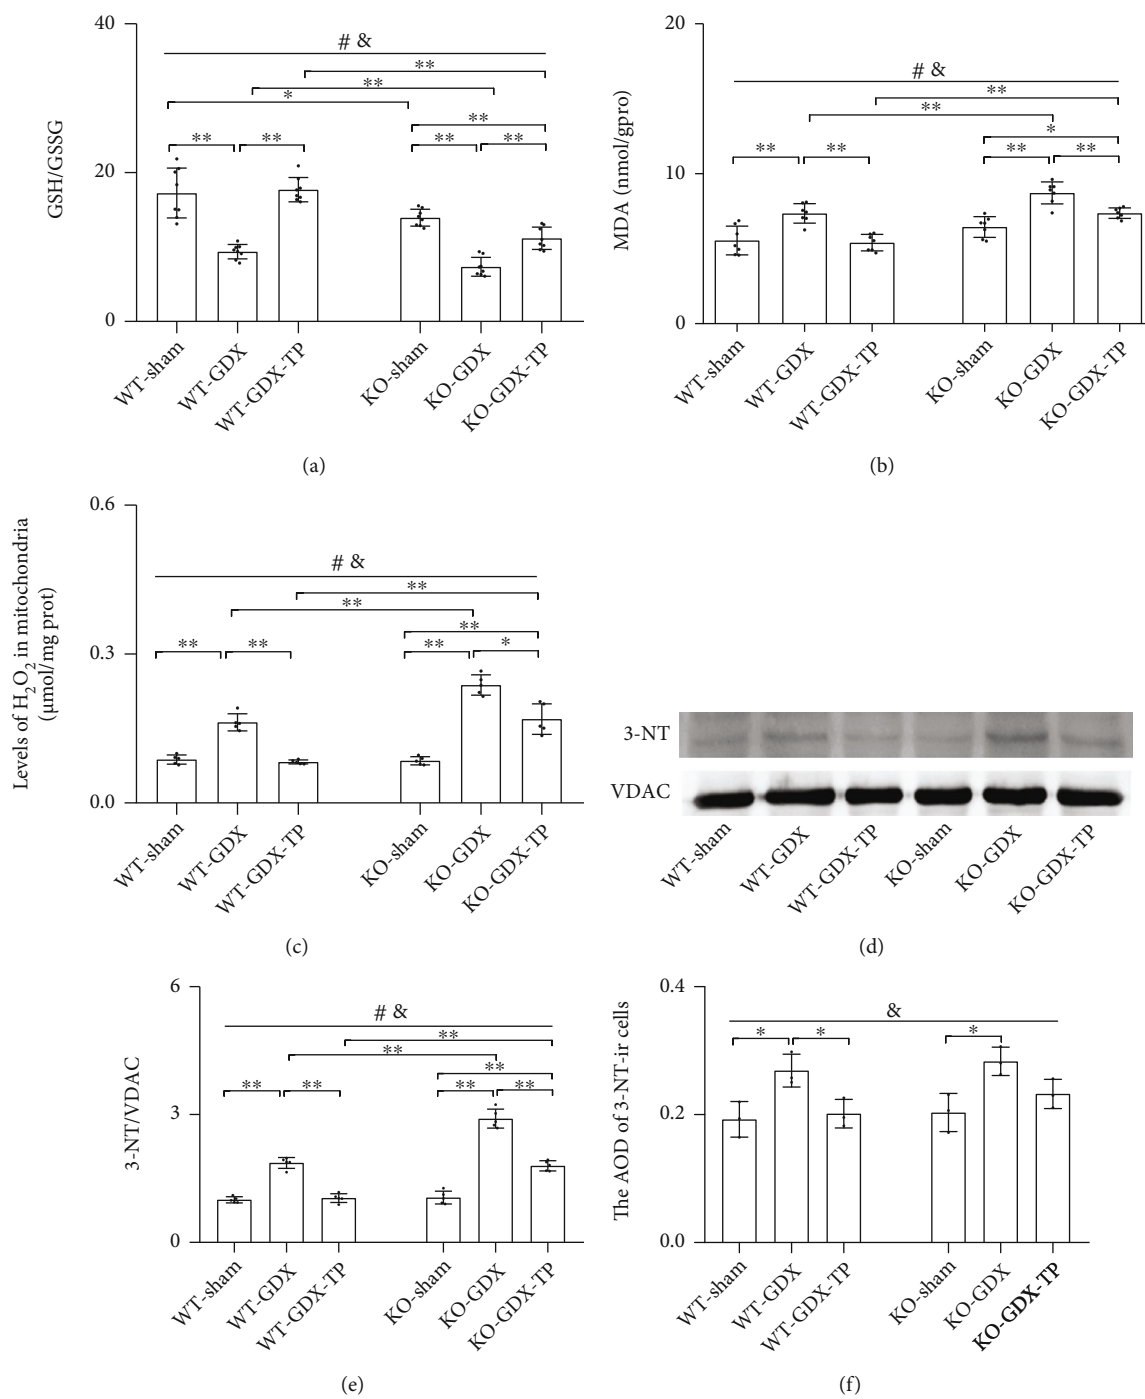 40
20
0
GSH/GSSG
# &
**
**
*
**
** ** ** **
WT-sham
WT-GDX
WT-GDX-TP
KO-sham
KO-GDX
KO-GDX-TP
(a)
20
10
0
MDA (nmol/gpro)
# &
**
**
*
** ** ** **
WT-sham
WT-GDX
WT-GDX-TP
KO-sham
KO-GDX
KO-GDX-TP
(b)
0.6
0.3
0.0
Levels of H2O2 in mitochondria
(μmol/mg prot)
# &
**
**
**
** ** ** *
WT-sham
WT-GDX
WT-GDX-TP
KO-sham
KO-GDX
KO-GDX-TP
(c)
3-NT
VDAC
WT-sham
WT-GDX
WT-GDX-TP
KO-sham
KO-GDX
KO-GDX-TP
(d)
6
3
0
3-NT/VDAC
# &
**
**
**
** ** ** **
WT-sham
WT-GDX
WT-GDX-TP
KO-sham
KO-GDX
KO-GDX-TP
(e)
0.4
0.2
0.0
The AOD of 3-NT-ir cells
&
* * *
WT-sham
WT-GDX
WT-GDX-TP
KO-sham
KO-GDX
KO-GDX-TP
(f)